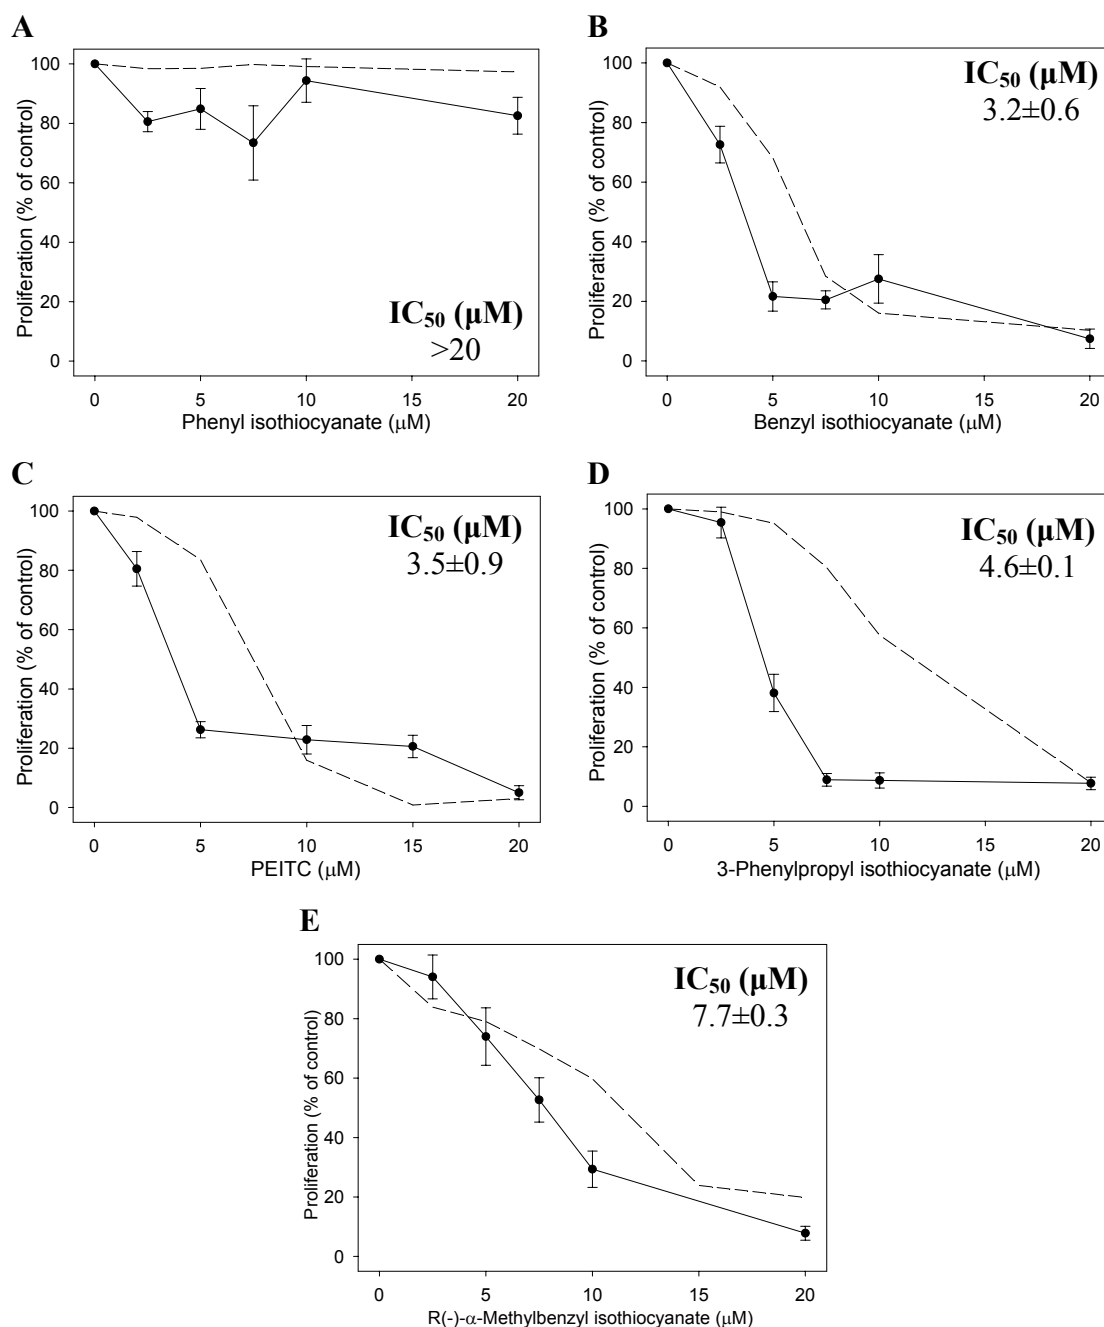 A
Proliferation (% of control)
100
80
60
40
20
0
IC50 (μM)
>20
0 5 10 15 20
Phenyl isothiocyanate (μM)
B
Proliferation (% of control)
100
80
60
40
20
0
IC50 (μM)
3.2±0.6
0 5 10 15 20
Benzyl isothiocyanate (μM)
C
Proliferation (% of control)
100
80
60
40
20
0
IC50 (μM)
3.5±0.9
0 5 10 15 20
PEITC (μM)
D
Proliferation (% of control)
100
80
60
40
20
0
IC50 (μM)
4.6±0.1
0 5 10 15 20
3-Phenylpropyl isothiocyanate (μM)
E
Proliferation (% of control)
100
80
60
40
20
0
IC50 (μM)
7.7±0.3
0 5 10 15 20
R(-)-α-Methylbenzyl isothiocyanate (μM)